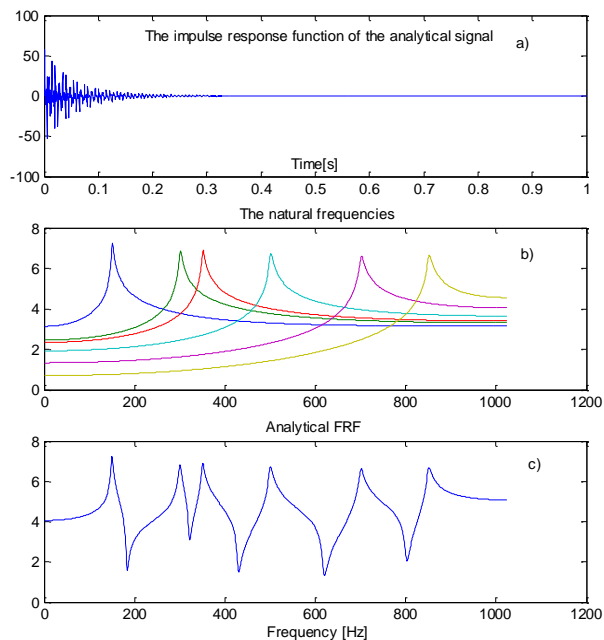 The impulse response function of the analytical signal
a)
100
50
0
-50
-100
0 0.1 0.2 0.3 0.4 0.5 0.6 0.7 0.8 0.9 1
Time[s]
The natural frequencies
b)
8
6
4
2
0
0 200 400 600 800 1000 1200
Analytical FRF
c)
8
6
4
2
0
0 200 400 600 800 1000 1200
Frequency [Hz]